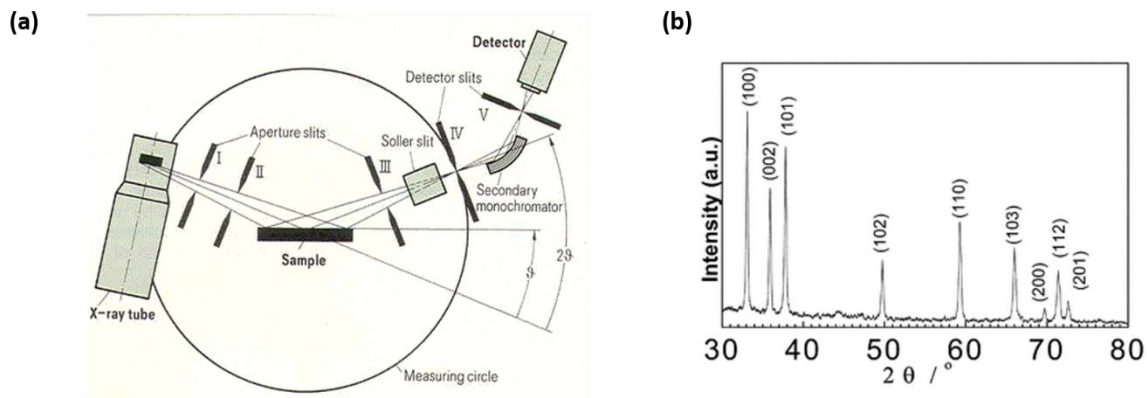 (a)
Detector
Detector slits
Aperture slits
V
IV
Soller slit
I
II
III
Secondary
monochromator
Sample
ϑ
2ϑ
X-ray tube
Measuring circle
(b)
Intensity (a.u.)
(100)
(002)
(101)
(102)
(110)
(103)
(200)
(112)
(201)
30 40 50 60 70 80
2 θ / °